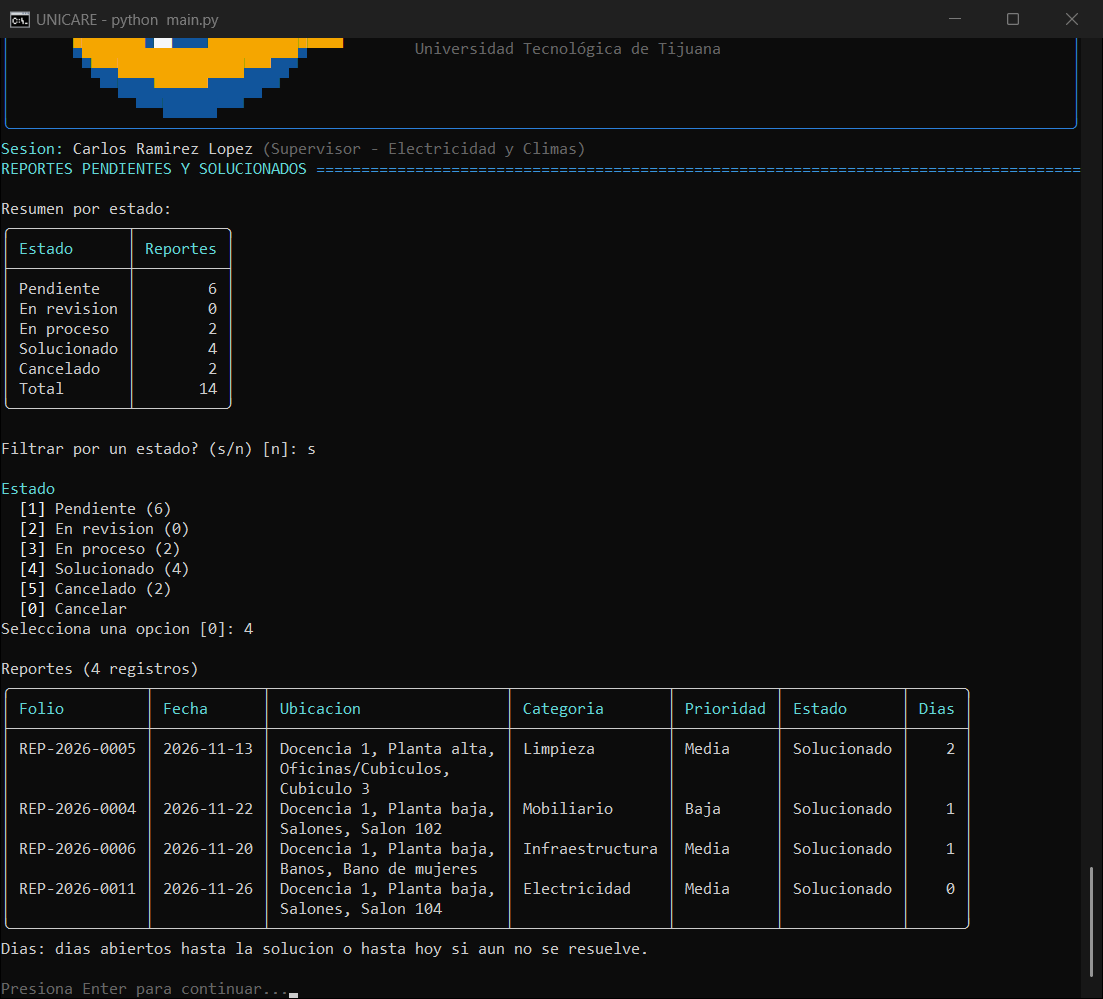 UNICARE - python main.py
Universidad Tecnológica de Tijuana
Sesion: Carlos Ramirez Lopez (Supervisor - Electricidad y Climas)
REPORTES PENDIENTES Y SOLUCIONADOS =====================================================================================
Resumen por estado:
Estado Reportes
Pendiente 6
En revision 0
En proceso 2
Solucionado 4
Cancelado 2
Total 14
Filtrar por un estado? (s/n) [n]: s
Estado
[1] Pendiente (6)
[2] En revision (0)
[3] En proceso (2)
[4] Solucionado (4)
[5] Cancelado (2)
[0] Cancelar
Selecciona una opcion [0]: 4
Reportes (4 registros)
Folio Fecha Ubicacion Categoria Prioridad Estado Dias
REP-2026-0005 2026-11-13 Docencia 1, Planta alta, Limpieza Media Solucionado 2
Oficinas/Cubiculos,
Cubiculo 3
REP-2026-0004 2026-11-22 Docencia 1, Planta baja, Mobiliario Baja Solucionado 1
Salones, Salon 102
REP-2026-0006 2026-11-20 Docencia 1, Planta baja, Infraestructura Media Solucionado 1
Banos, Bano de mujeres
REP-2026-0011 2026-11-26 Docencia 1, Planta baja, Electricidad Media Solucionado 0
Salones, Salon 104
Dias: dias abiertos hasta la solucion o hasta hoy si aun no se resuelve.
Presiona Enter para continuar...